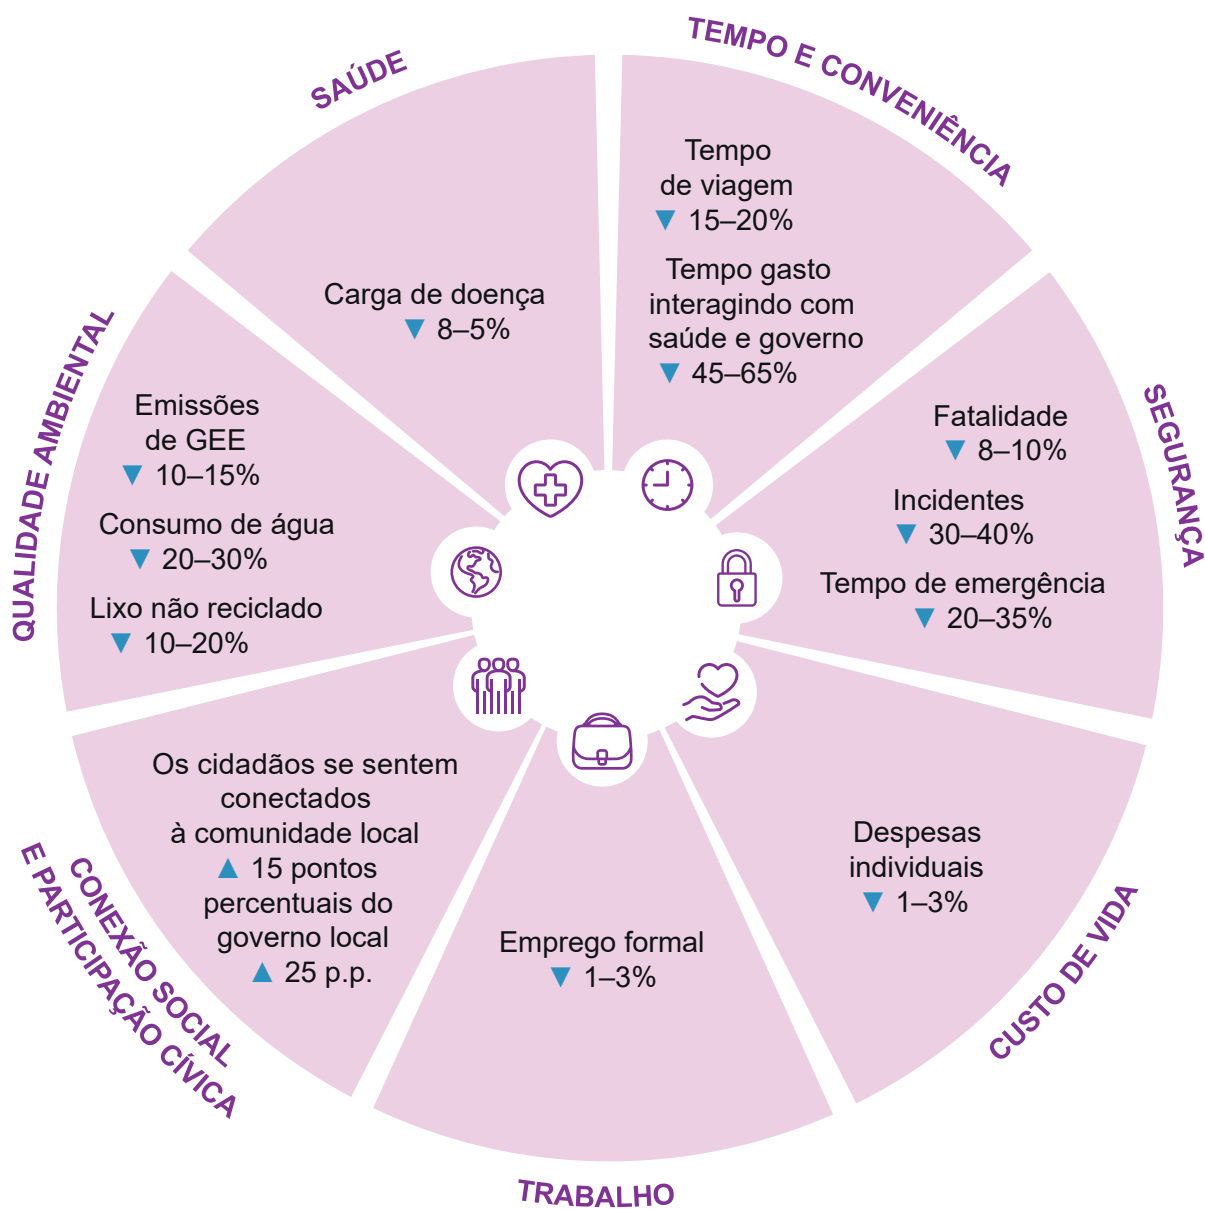 SAÚDE
Carga de doença
▼ 8–5%
TEMPO E CONVENIÊNCIA
Tempo
de viagem
▼ 15–20%
Tempo gasto
interagindo com
saúde e governo
▼ 45–65%
SEGURANÇA
Fatalidade
▼ 8–10%
Incidentes
▼ 30–40%
Tempo de emergência
▼ 20–35%
CUSTO DE VIDA
Despesas
individuais
▼ 1–3%
TRABALHO
Emprego formal
▼ 1–3%
CONEXÃO SOCIAL
E PARTICIPAÇÃO CÍVICA
Os cidadãos se sentem
conectados
à comunidade local
▲ 15 pontos
percentuais do
governo local
▲ 25 p.p.
QUALIDADE AMBIENTAL
Emissões
de GEE
▼ 10–15%
Consumo de água
▼ 20–30%
Lixo não reciclado
▼ 10–20%